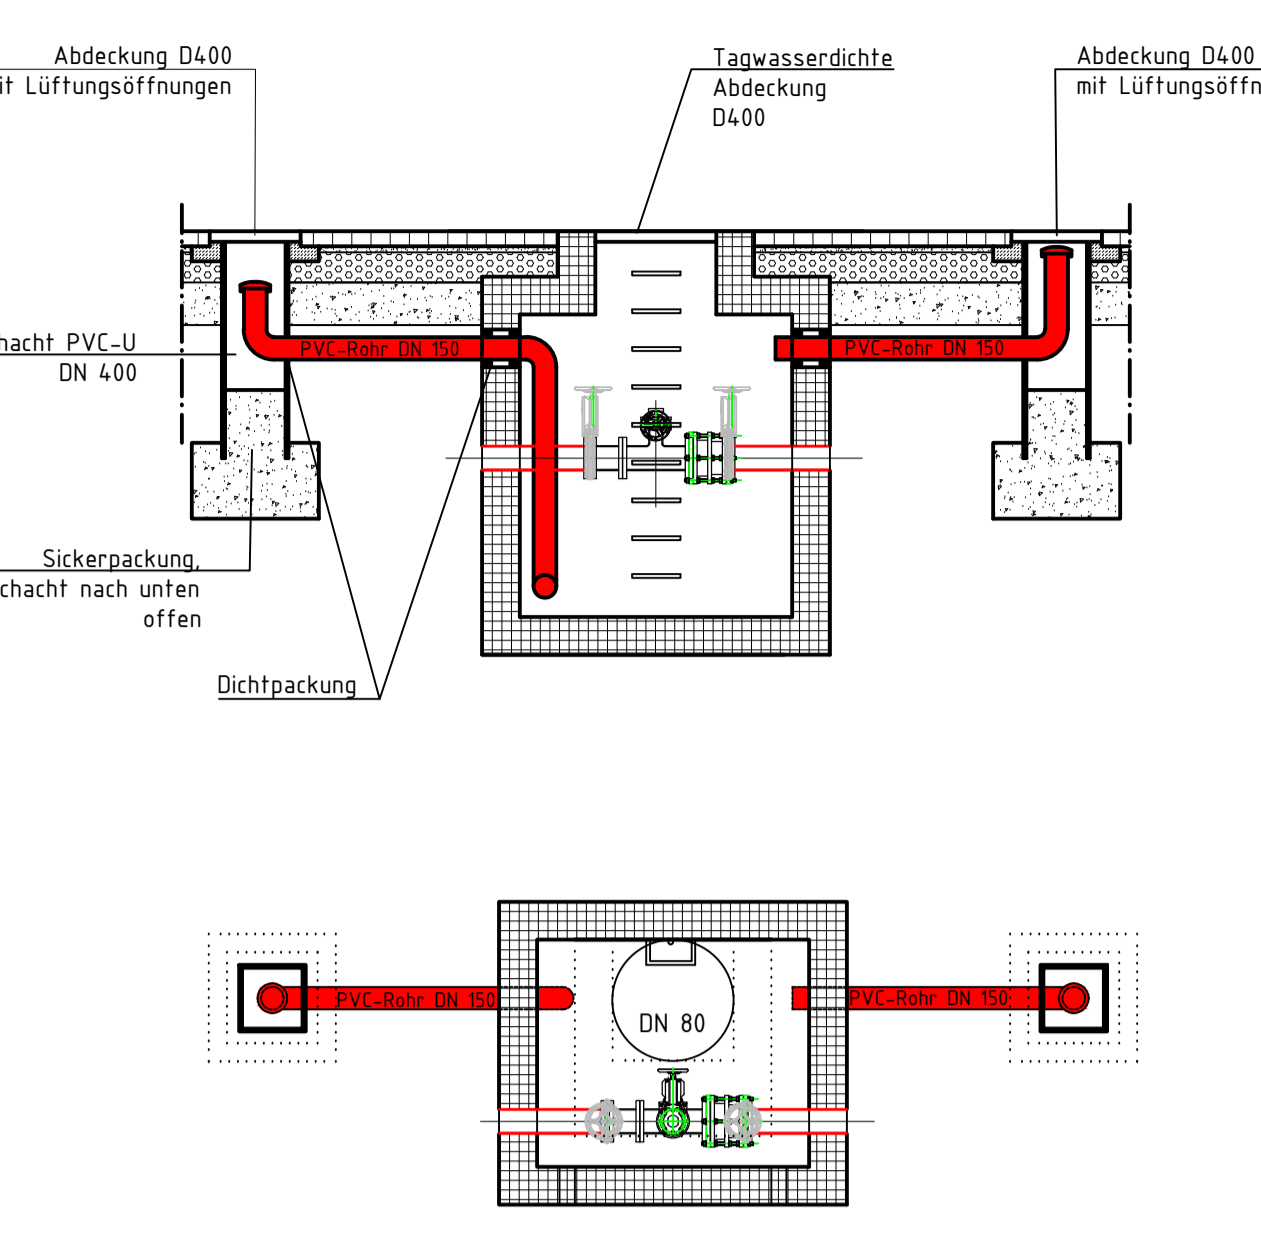 Abdeckung D400
it Lüftungsöffnungen
Tagwasserdichte
Abdeckung
D400
Abdeckung D400
mit Lüftungsöffn
PVC-Rohr DN 150
PVC-Rohr DN 150
hacht PVC-U
DN 400
Sickerpackung,
chacht nach unten
offen
Dichtpackung
PVC-Rohr DN 150
PVC-Rohr DN 150
DN 80